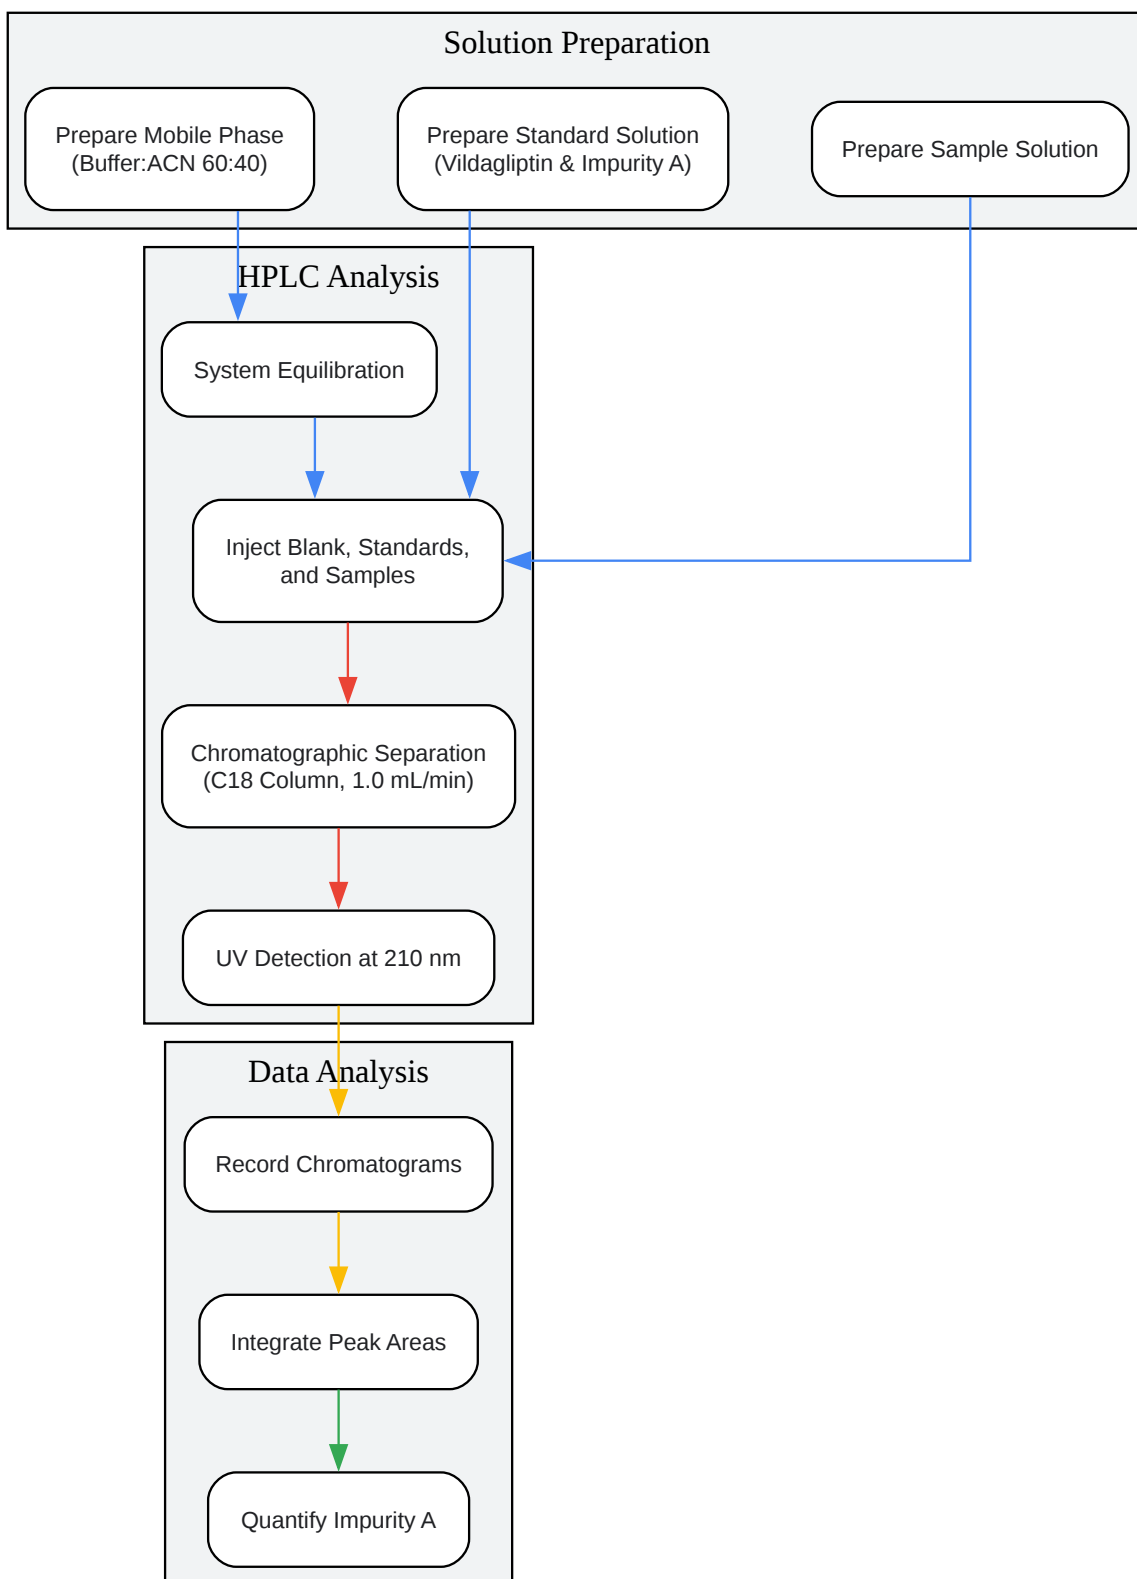 Solution Preparation
Prepare Mobile Phase
(Buffer:ACN 60:40)
Prepare Standard Solution
(Vildagliptin & Impurity A)
Prepare Sample Solution
HPLC Analysis
System Equilibration
Inject Blank, Standards,
and Samples
Chromatographic Separation
(C18 Column, 1.0 mL/min)
UV Detection at 210 nm
Data Analysis
Record Chromatograms
Integrate Peak Areas
Quantify Impurity A